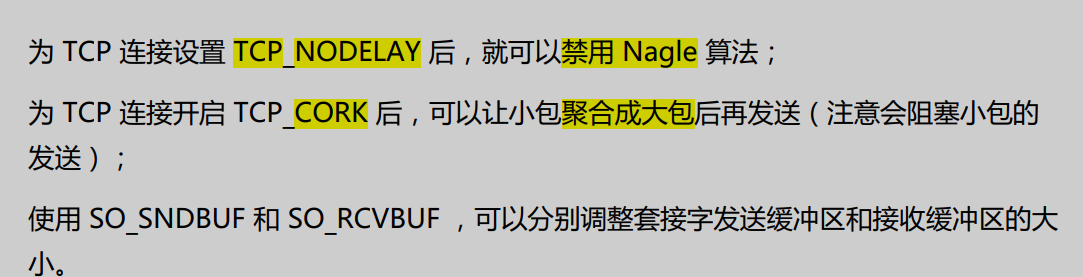 为 TCP 连接设置 TCP_NODELAY 后，就可以禁用 Nagle 算法；
为 TCP 连接开启 TCP_CORK 后，可以让小包聚合成大包后再发送（注意会阻塞小包的
发送）；
使用 SO_SNDBUF 和 SO_RCVBUF ，可以分别调整套接字发送缓冲区和接收缓冲区的大
小。